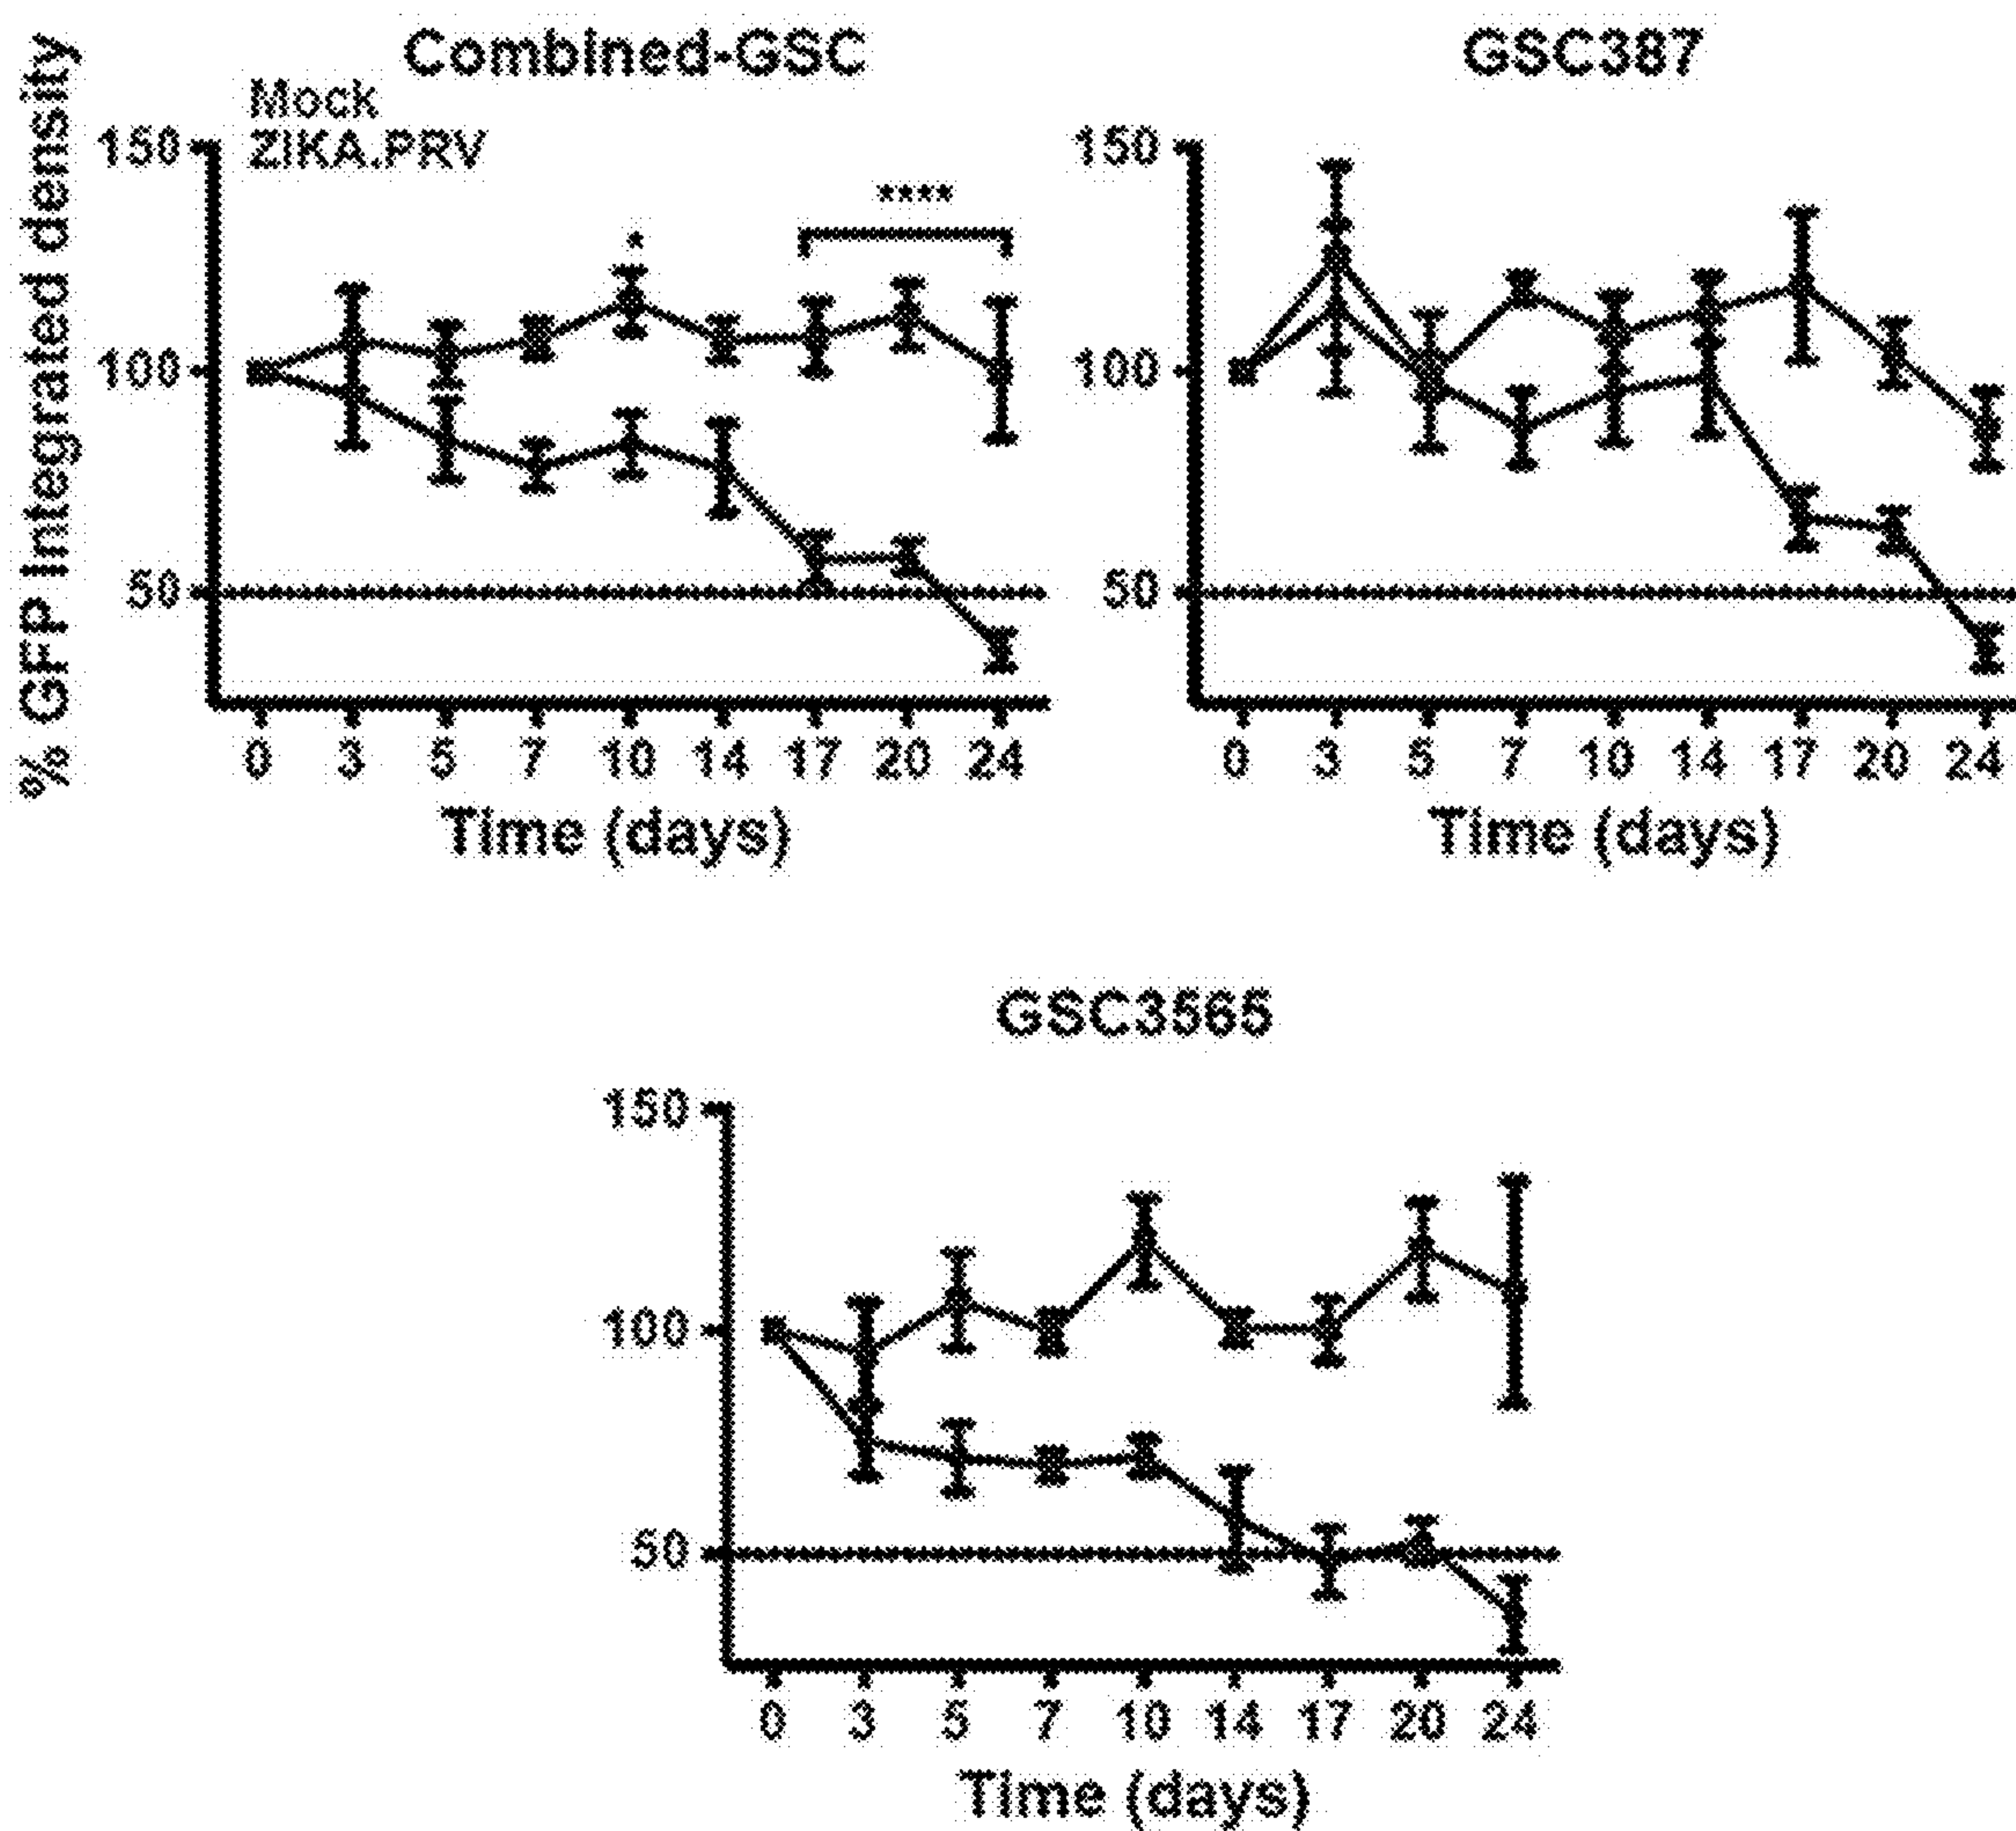 Combined-GSC
% GFP Integrated density
Mock
ZIKA.PRV
150
100
50
*
****
0 3 5 7 10 14 17 20 24
Time (days)
GSC387
150
100
50
0 3 5 7 10 14 17 20 24
Time (days)
GSC3565
150
100
50
0 3 5 7 10 14 17 20 24
Time (days)